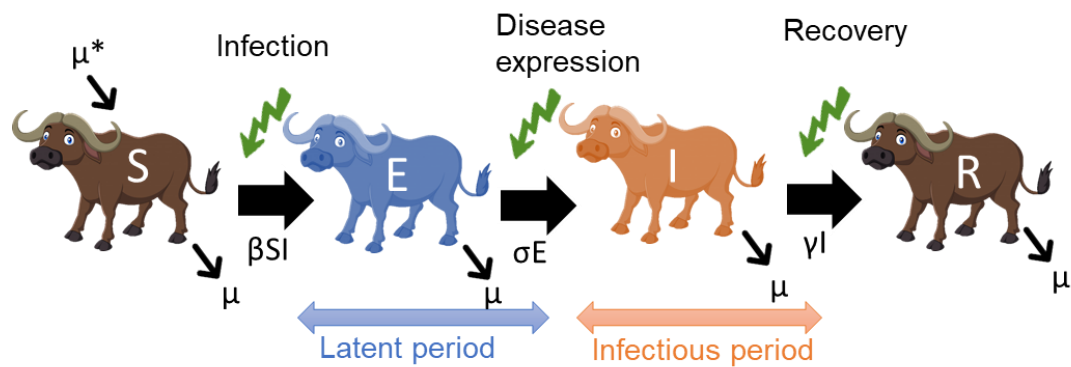 μ*
Infection
Disease
expression
Recovery
S
E
I
R
βSI
σE
γI
μ
μ
μ
μ
Latent period
Infectious period